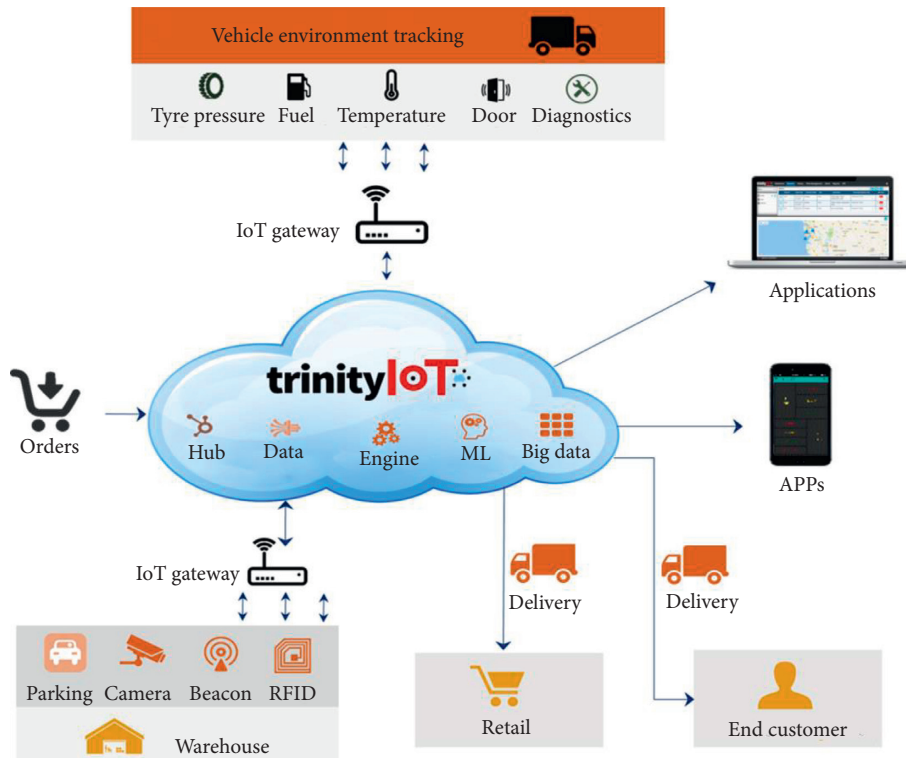 Vehicle environment tracking
Tyre pressure Fuel Temperature Door Diagnostics
IoT gateway
Applications
trinityIoT
Orders
Hub Data Engine ML Big data
APPs
IoT gateway
Delivery Delivery
Parking Camera Beacon RFID
Warehouse
Retail
End customer